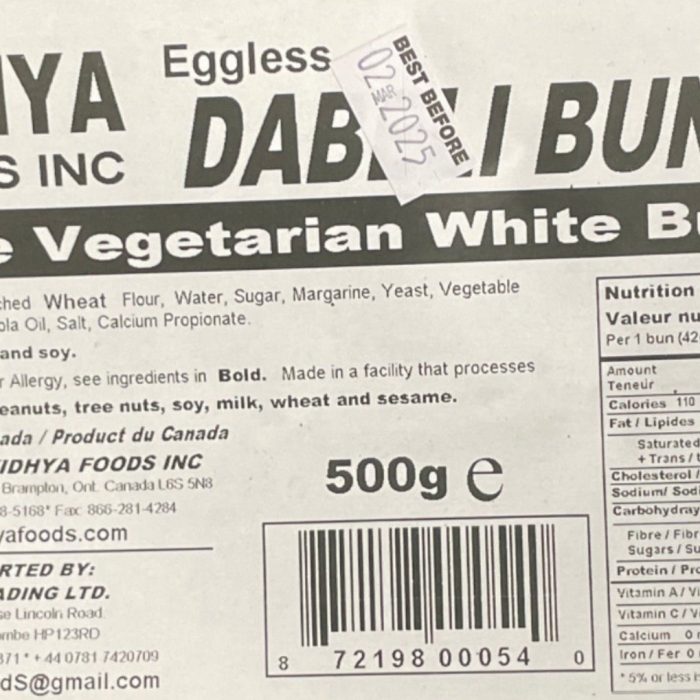 Eggless
BEST BEFORE
02 MAR 2025
DAB
I BUN
S INC
Vegetarian White
Wheat Flour, Water, Sugar, Margarine, Yeast, Vegetable
Oil, Salt, Calcium Propionate.
and soy.
Allergy, see ingredients in Bold. Made in a facility that processes
eanuts, tree nuts, soy, milk, wheat and sesame.
ada / Product du Canada
IDHYA FOODS INC
Brampton, Ont. Canada L6S 5N8
8-5168* Fax: 866-281-4284
yafoods.com
RTED BY:
ADING LTD.
Lincoln Road
mbe HP123RD
371* + 44 0781 7420709
dS@gmail.com
500g e
8 72198 00054 0
Nutrition
Valeur nu
Per 1 bun (42
Amount
Teneur
Calories 110
Fat / Lipides
Saturated
+ Trans / t
Cholesterol /
Sodium/ Sod
Carbohydray
Fibre / Fibr
Sugars / Su
Protein / Pro
Vitamin A / Vi
Vitamin C / Vi
Calcium 0
Iron / Fer 0
* 5% or less